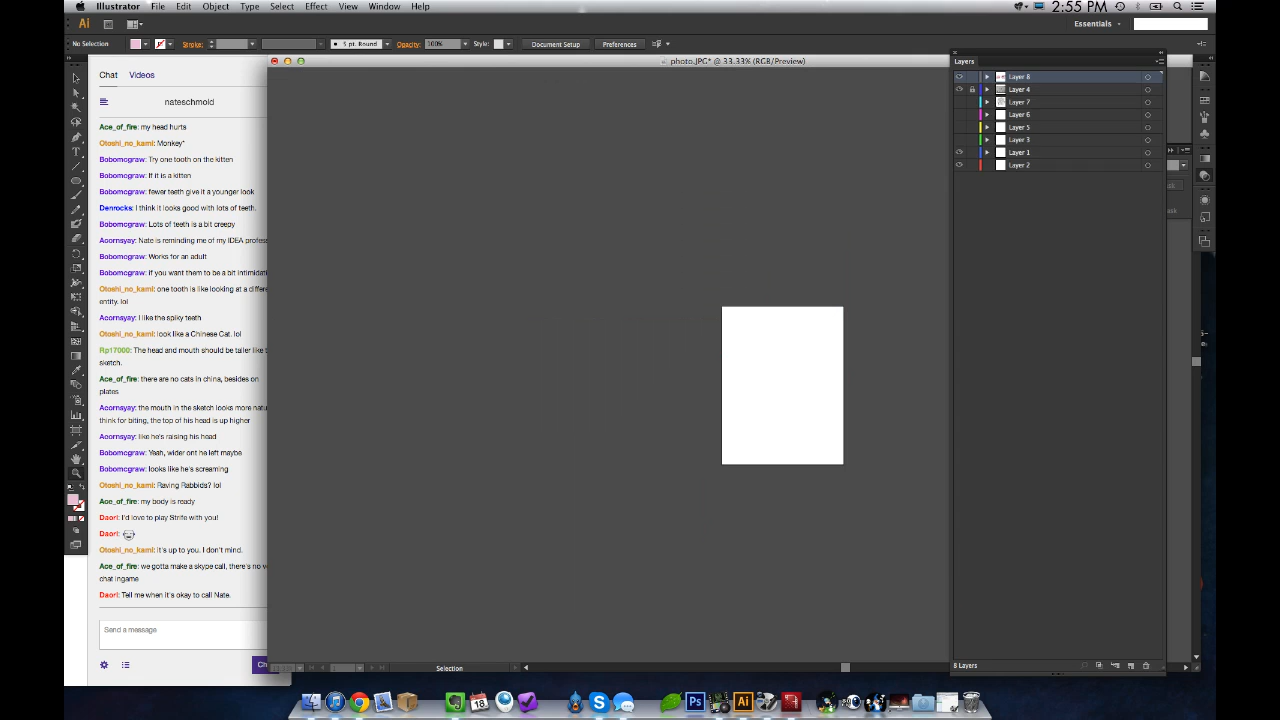 Illustrator File Edit Object Type Select Effect View Window Help
2:55 PM
Ai
Essentials
No Selection
Stroke:
5 pt. Round
Opacity: 100%
Style:
Document Setup
Preferences
Chat Videos
nateschmold
Ace_of_fire: my head hurts
Otoshi_no_kami: Monkey*
Bobomcgraw: Try one tooth on the kitten
Bobomcgraw: If it is a kitten
Bobomcgraw: fewer teeth give it a younger look
Denrocks: I think it looks good with lots of teeth.
Bobomcgraw: Lots of teeth is a bit creepy
Acornsyay: Nate is reminding me of my IDEA profess
Bobomcgraw: Works for an adult
Bobomcgraw: if you want them to be a bit intimidati
Otoshi_no_kami: one tooth is like looking at a differe
entity. lol
Acornsyay: I like the spiky teeth
Otoshi_no_kami: look like a Chinese Cat. lol
Rp17000: The head and mouth should be taller like t
sketch.
Ace_of_fire: there are no cats in china, besides on
plates
Acornsyay: the mouth in the sketch looks more natu
think for biting, the top of his head is up higher
Acornsyay: like he's raising his head
Bobomcgraw: Yeah, wider ont he left maybe
Bobomcgraw: looks like he's screaming
Otoshi_no_kami: Raving Rabbids? lol
Ace_of_fire: my body is ready
Daori: I'd love to play Strife with you!
Daori:
Otoshi_no_kami: it's up to you. I don't mind.
Ace_of_fire: we gotta make a skype call, there's no v
chat ingame
Daori: Tell me when it's okay to call Nate.
Send a message
Ch
photo.JPG* @ 33.33% (RGB/Preview)
Layers
Layer 8
Layer 4
Layer 7
Layer 6
Layer 5
Layer 3
Layer 1
Layer 2
8 Layers
1
Selection
18
Ps
Ai